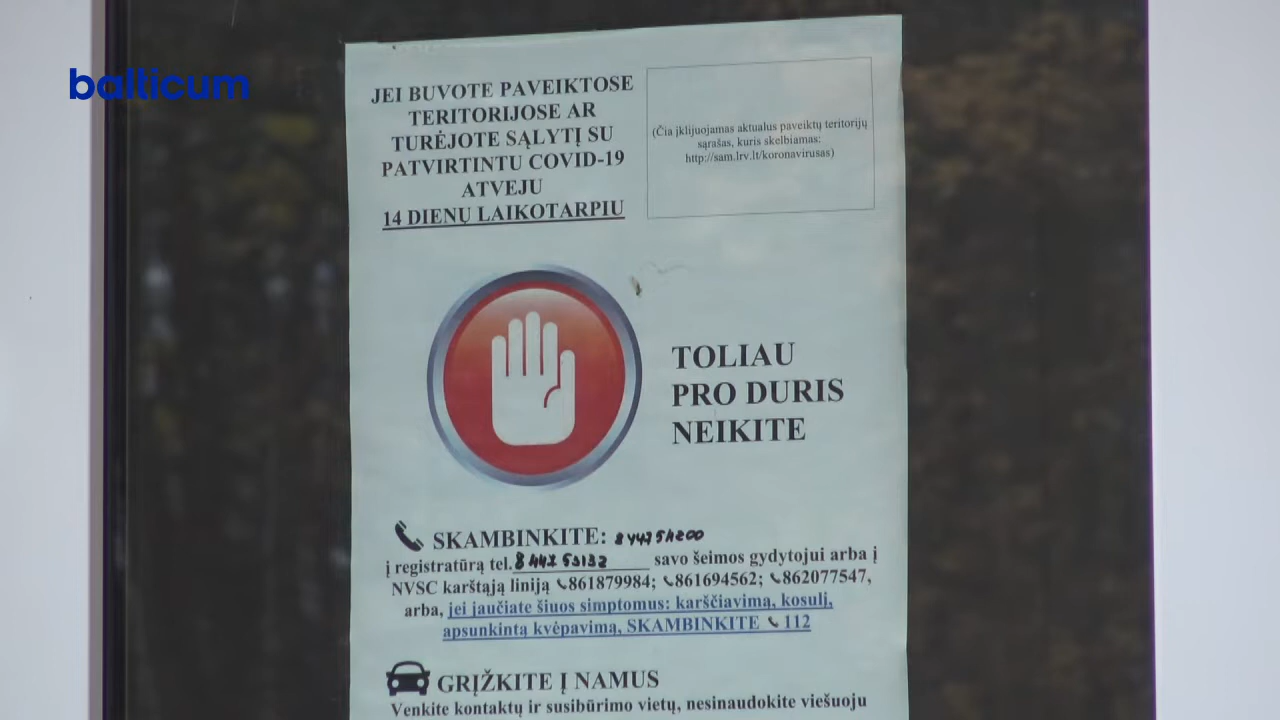 balticum
JEI BUVOTE PAVEIKTOSE
TERITORIJOSE AR
TURĖJOTE SĄLYTĮ SU
PATVIRTINTU COVID-19
ATVEJU
14 DIENŲ LAIKOTARPIU
(Čia įklijuojamas aktualus paveiktų teritorijų
sąrašas, kuris skelbiamas:
http://sam.lrv.lt/koronavirusas)
TOLIAU
PRO DURIS
NEIKITE
SKAMBINKITE:
į registratūrą tel. 8 447 53132 savo šeimos gydytojui arba į
NVSC karštąją liniją 861879984; 861694562; 862077547,
arba, jei jaučiate šiuos simptomus: karščiavimą, kosulį,
apsunkintą kvėpavimą, SKAMBINKITE 112
GRĮŽKITE Į NAMUS
Venkite kontaktų ir susibūrimo vietų, nesinaudokite viešuoju